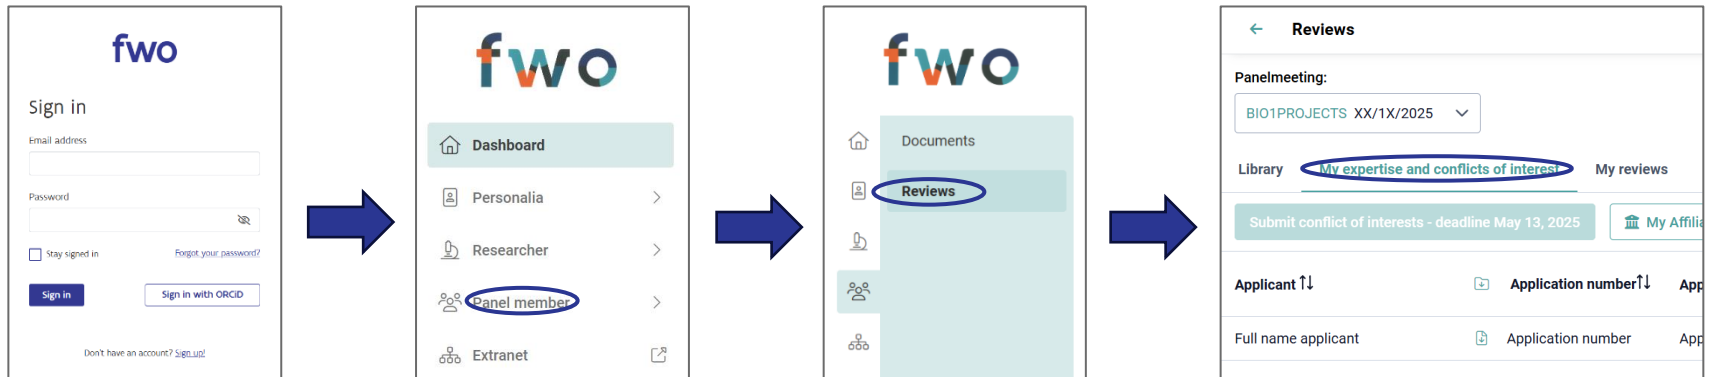 fwo
Sign in
Email address
Password
Stay signed in
Forgot your password?
Sign in
Sign in with ORCiD
Don't have an account? Sign up!
fwo
Dashboard
Personalia
Researcher
Panel member
Extranet
fwo
Documents
Reviews
Reviews
Panelmeeting:
BIO1PROJECTS XX/1X/2025
Library
My expertise and conflicts of interest
My reviews
Submit conflict of interests - deadline May 13, 2025
My Affilia
Applicant
Application number
App
Full name applicant
Application number
App